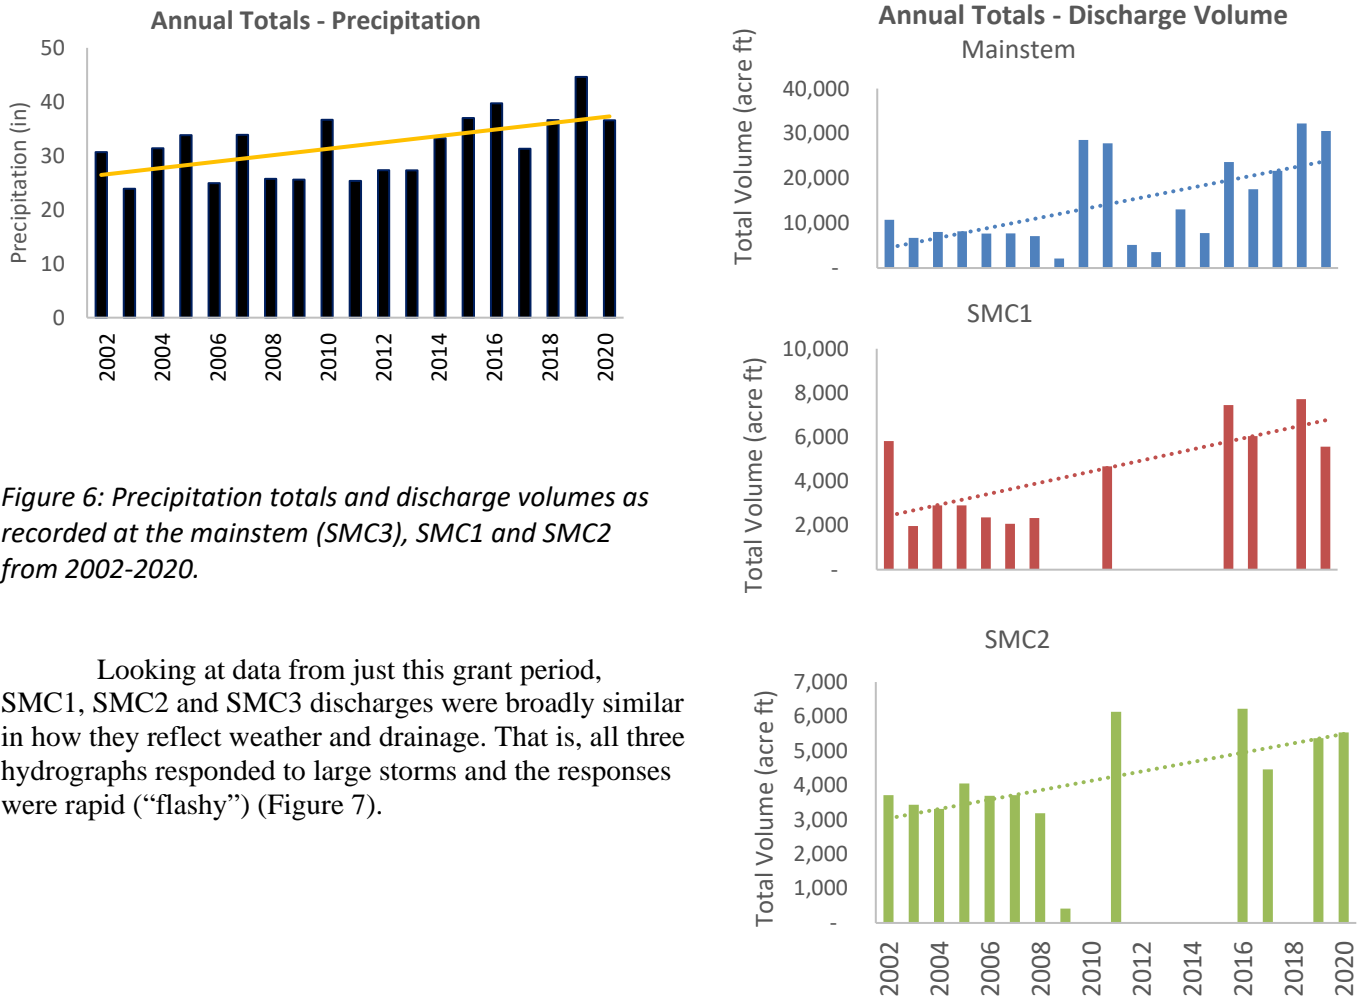 Annual Totals - Precipitation
Precipitation (in)
50
40
30
20
10
0
2002
2004
2006
2008
2010
2012
2014
2016
2018
2020
Figure 6: Precipitation totals and discharge volumes as
recorded at the mainstem (SMC3), SMC1 and SMC2
from 2002-2020.
Looking at data from just this grant period,
SMC1, SMC2 and SMC3 discharges were broadly similar
in how they reflect weather and drainage. That is, all three
hydrographs responded to large storms and the responses
were rapid (“flashy”) (Figure 7).
Annual Totals - Discharge Volume
Mainstem
Total Volume (acre ft)
40,000
30,000
20,000
10,000
-
SMC1
Total Volume (acre ft)
10,000
8,000
6,000
4,000
2,000
-
SMC2
Total Volume (acre ft)
7,000
6,000
5,000
4,000
3,000
2,000
1,000
-
2002
2004
2006
2008
2010
2012
2014
2016
2018
2020